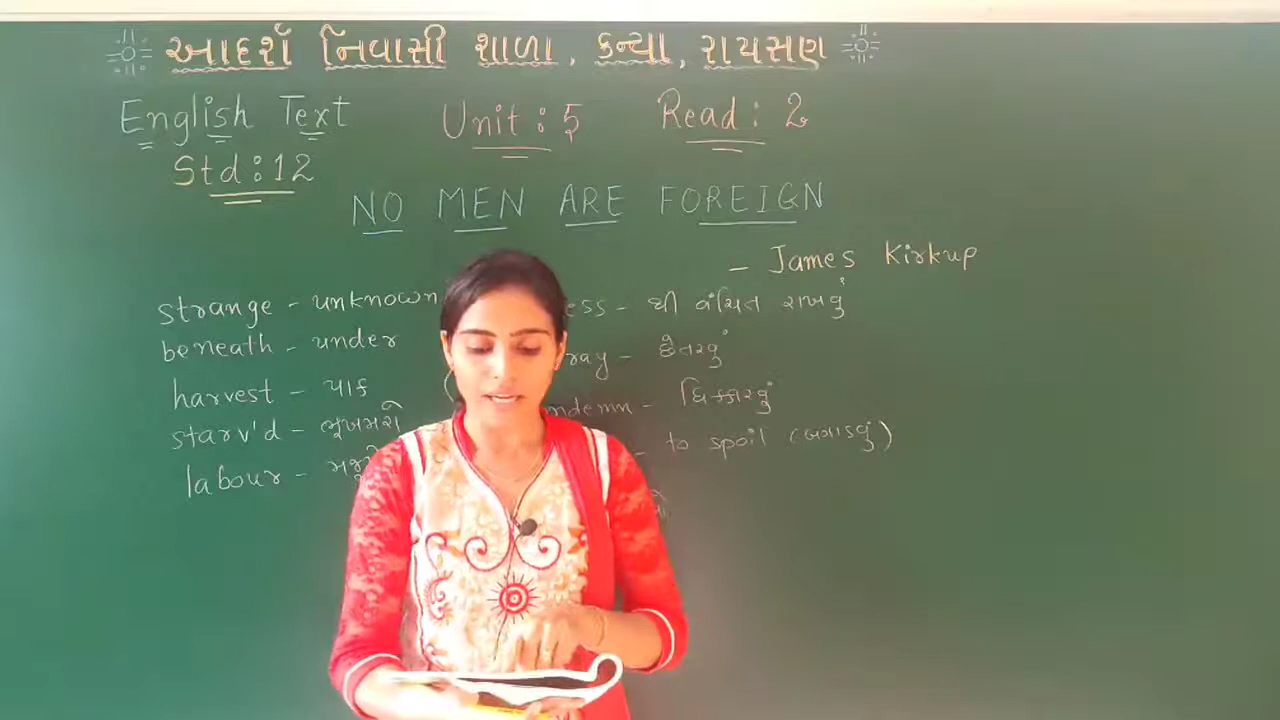 આદર્શ નિવાસી શાળા, કન્યા, રાયસણ
English Text Unit : 5 Read : 2
Std : 12
NO MEN ARE FOREIGN
– James Kirkup
strange – unknown ess – થી વંચિત રાખવું
beneath – under ray – છેતરવું
harvest – પાક ndemn – ધિક્કારવું
starv'd – ભૂખમરો – to spoil (બગાડવું)
labour –